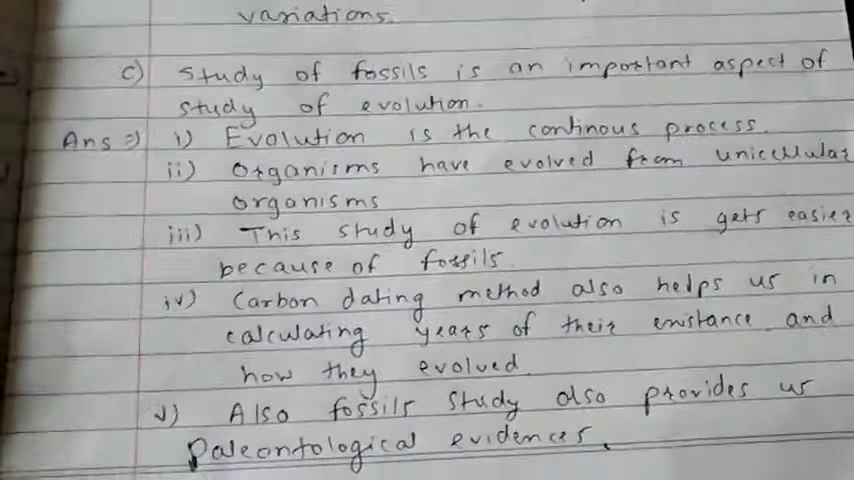 variations.
c) Study of fossils is an important aspect of
study of evolution.
Ans ⇒ i) Evolution is the continous process.
ii) Organisms have evolved from unicellular
organisms
iii) This study of evolution is gets easier
because of fossils.
iv) Carbon dating method also helps us in
calculating years of their existance and
how they evolved.
v) Also fossils study also provides us
Paleontological evidences.